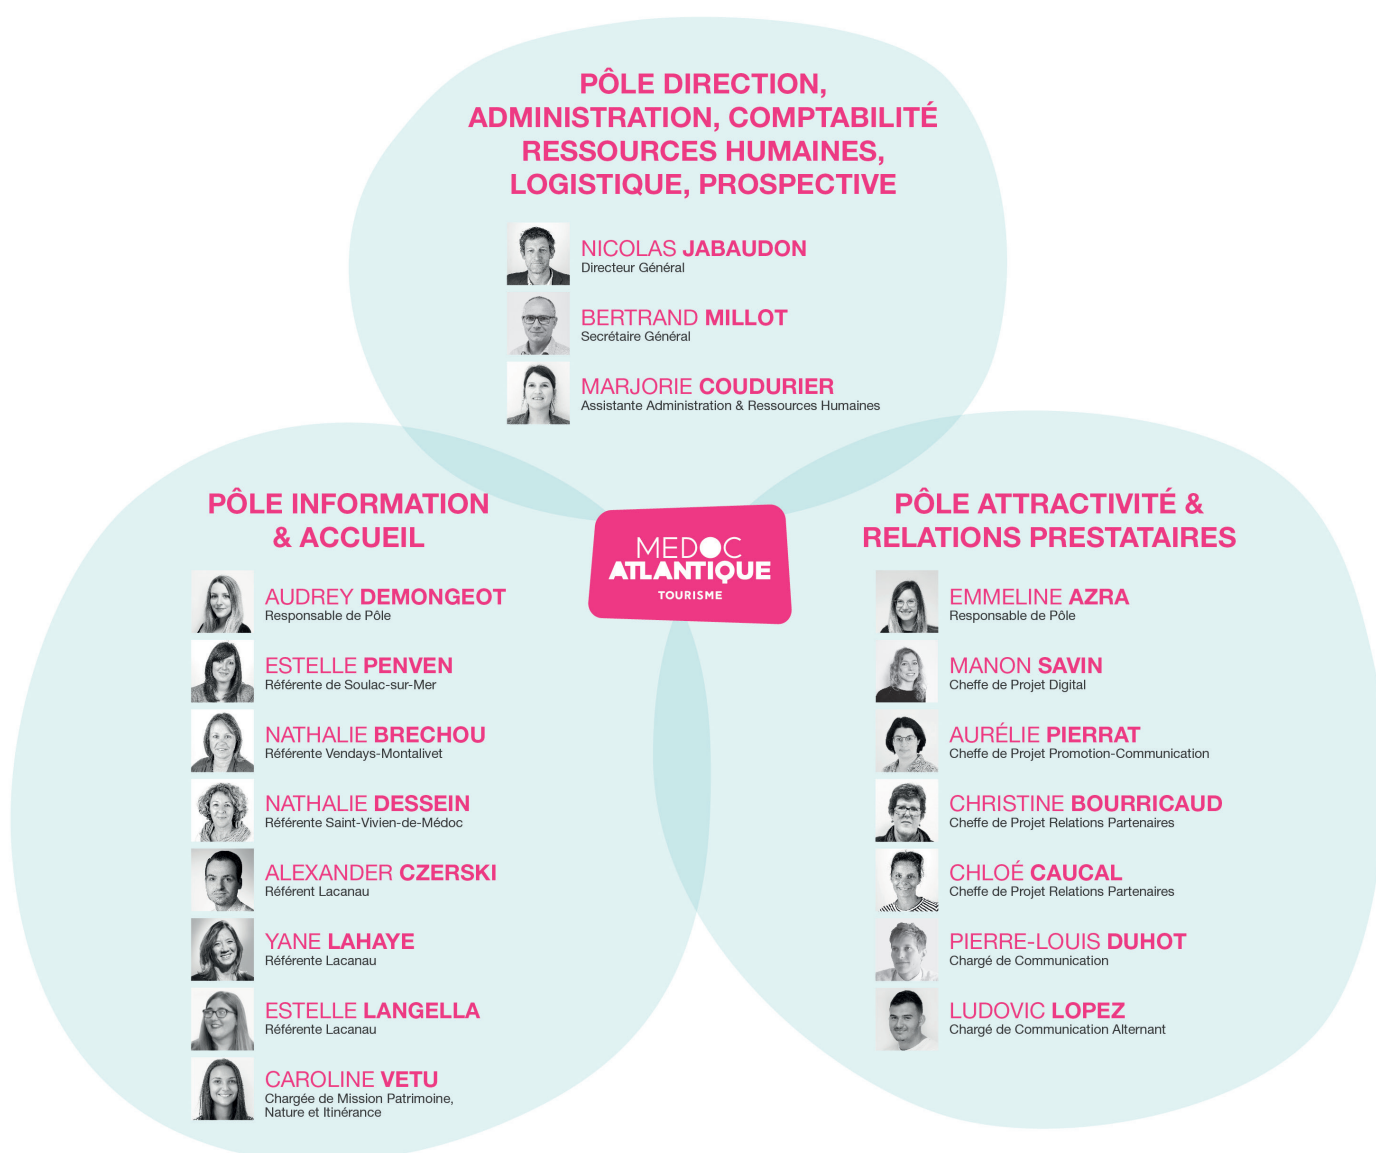 PÔLE DIRECTION,
ADMINISTRATION, COMPTABILITÉ
RESSOURCES HUMAINES,
LOGISTIQUE, PROSPECTIVE
NICOLAS JABAUDON
Directeur Général
BERTRAND MILLOT
Secrétaire Général
MARJORIE COUDURIER
Assistante Administration & Ressources Humaines
PÔLE INFORMATION
& ACCUEIL
AUDREY DEMONGEOT
Responsable de Pôle
ESTELLE PENVEN
Référente de Soulac-sur-Mer
NATHALIE BRECHOU
Référente Vendays-Montalivet
NATHALIE DESSEIN
Référente Saint-Vivien-de-Médoc
ALEXANDER CZERSKI
Référent Lacanau
YANE LAHAYE
Référente Lacanau
ESTELLE LANGELLA
Référente Lacanau
CAROLINE VETU
Chargée de Mission Patrimoine,
Nature et Itinérance
MEDOC
ATLANTIQUE
TOURISME
PÔLE ATTRACTIVITÉ &
RELATIONS PRESTATAIRES
EMMELINE AZRA
Responsable de Pôle
MANON SAVIN
Cheffe de Projet Digital
AURÉLIE PIERRAT
Cheffe de Projet Promotion-Communication
CHRISTINE BOURRICAUD
Cheffe de Projet Relations Partenaires
CHLOÉ CAUCAL
Cheffe de Projet Relations Partenaires
PIERRE-LOUIS DUHOT
Chargé de Communication
LUDOVIC LOPEZ
Chargé de Communication Alternant